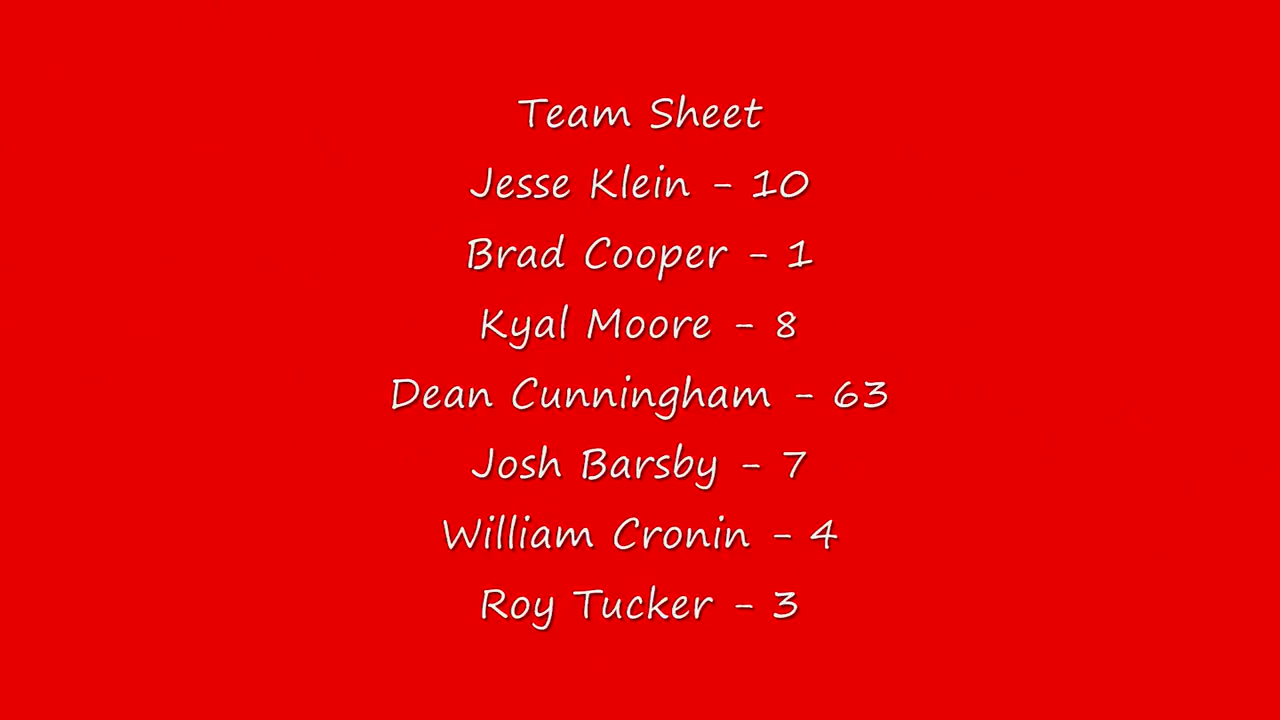 Team Sheet
Jesse Klein - 10
Brad Cooper - 1
Kyal Moore - 8
Dean Cunningham - 63
Josh Barsby - 7
William Cronin - 4
Roy Tucker - 3